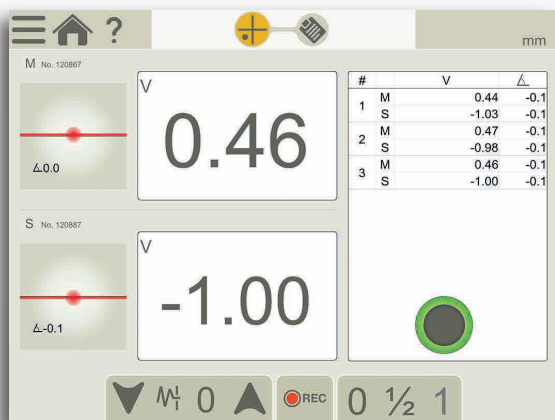 ?
mm
M No. 120867
V
0.46
∡0.0
S No. 120867
V
-1.00
∡-0.1
# V ∡
1 M 0.44 -0.1
S -1.03 -0.1
2 M 0.47 -0.1
S -0.98 -0.1
3 M 0.46 -0.1
S -1.00 -0.1
0
REC
0 ½ 1